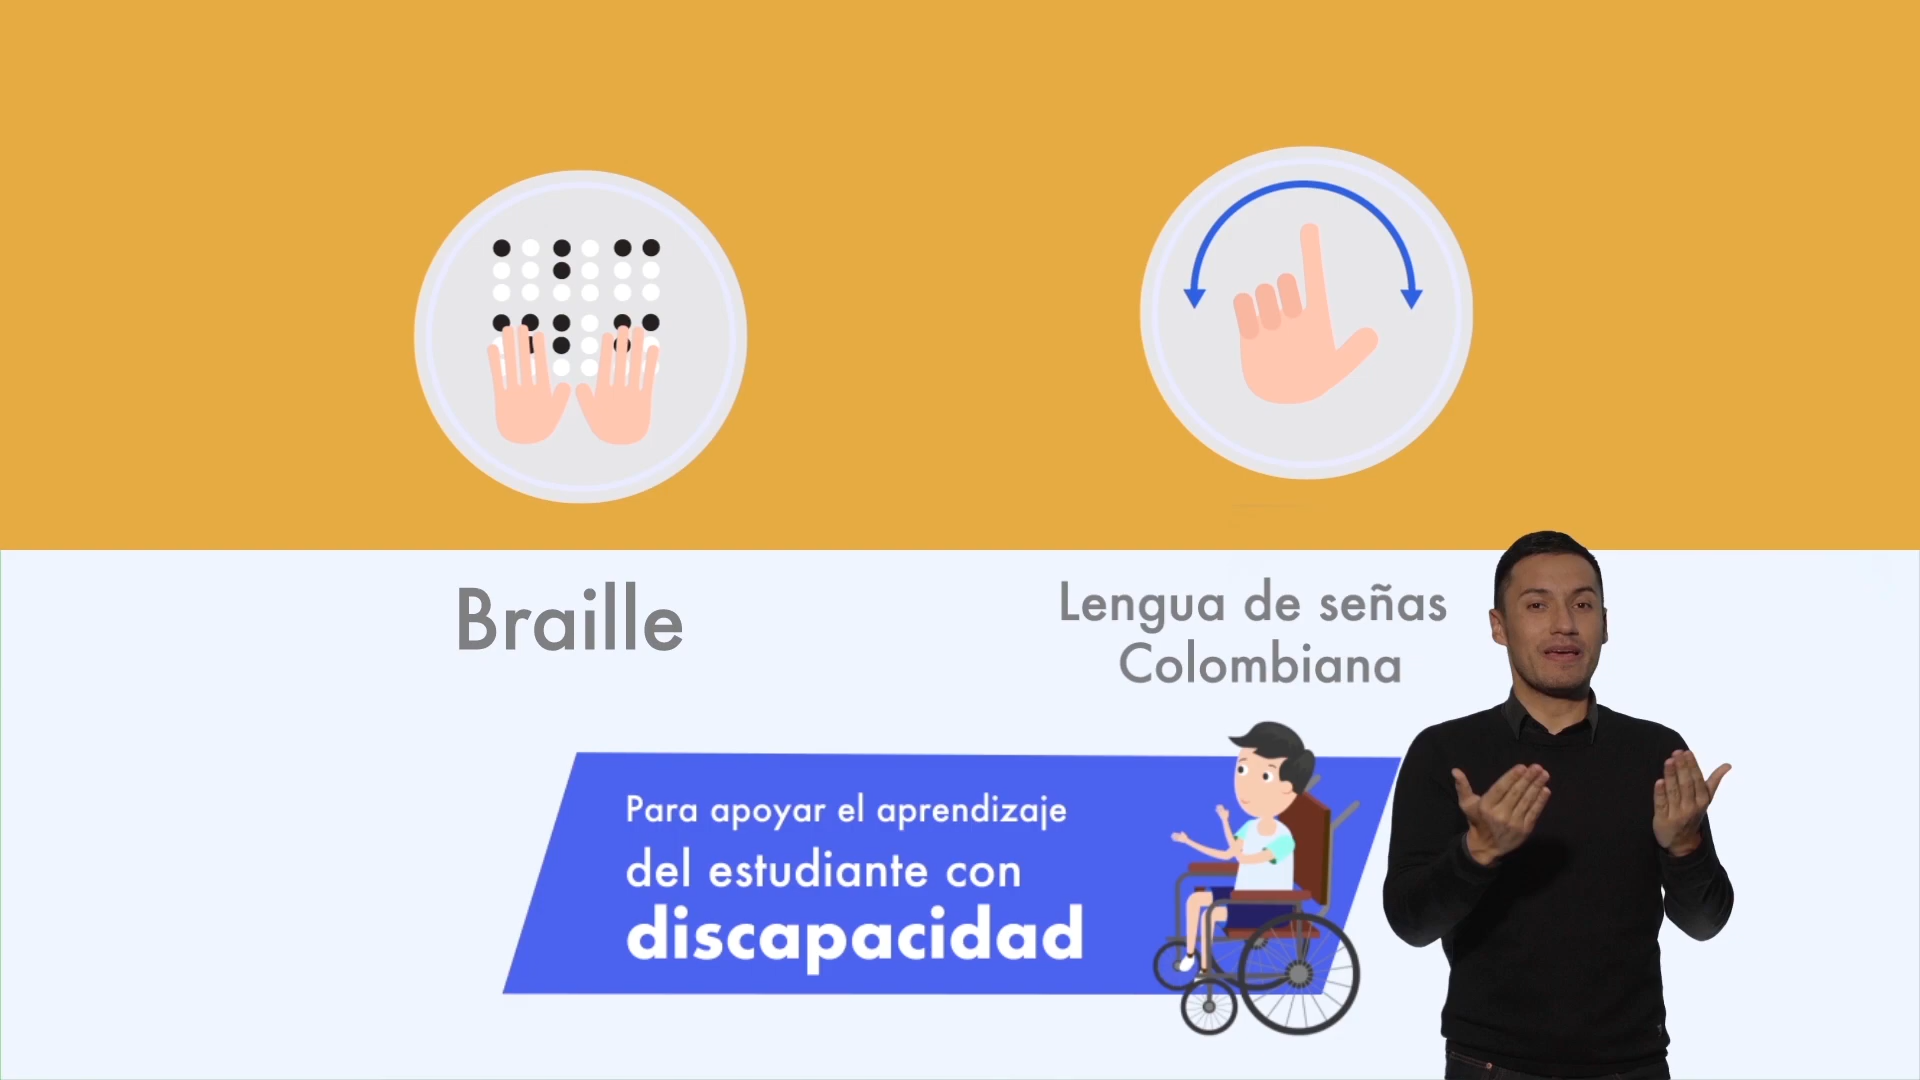 Braille
Lengua de señas
Colombiana
Para apoyar el aprendizaje
del estudiante con
discapacidad